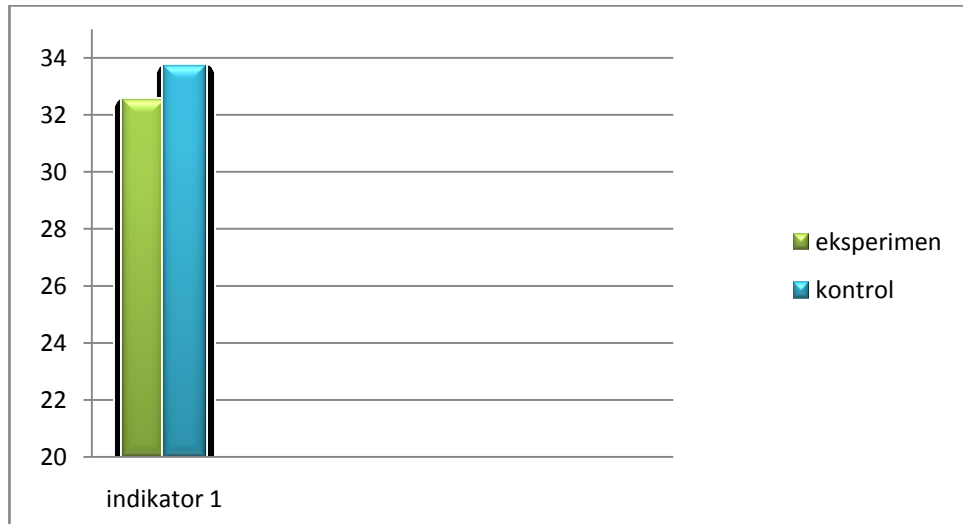 34
32
30
28
26
24
22
20
indikator 1
eksperimen
kontrol